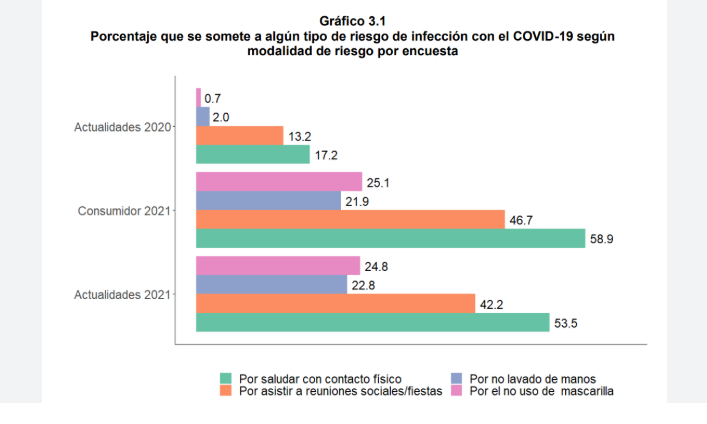 Gráfico 3.1
Porcentaje que se somete a algún tipo de riesgo de infección con el COVID-19 según
modalidad de riesgo por encuesta
0.7
Actualidades 2020
2.0
13.2
17.2
25.1
Consumidor 2021
21.9
46.7
58.9
24.8
Actualidades 2021
22.8
42.2
53.5
Por saludar con contacto físico
Por no lavado de manos
Por asistir a reuniones sociales/fiestas
Por el no uso de mascarilla